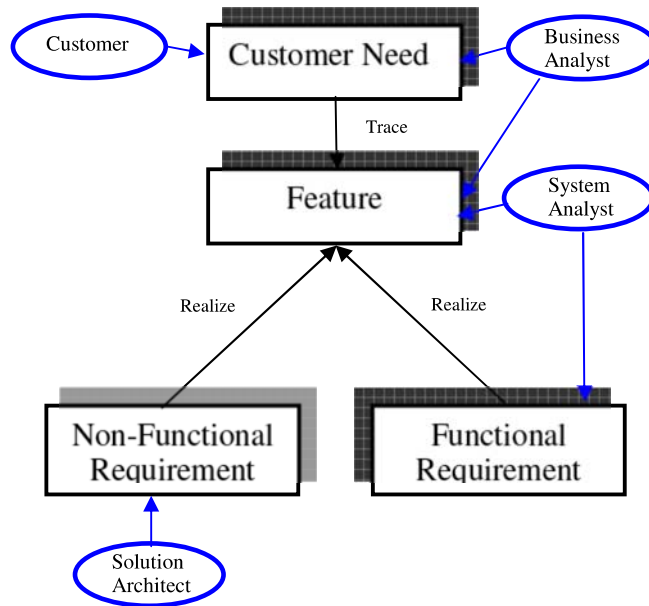 Customer
Customer Need
Business
Analyst
Trace
Feature
System
Analyst
Realize
Realize
Non-Functional
Requirement
Functional
Requirement
Solution
Architect